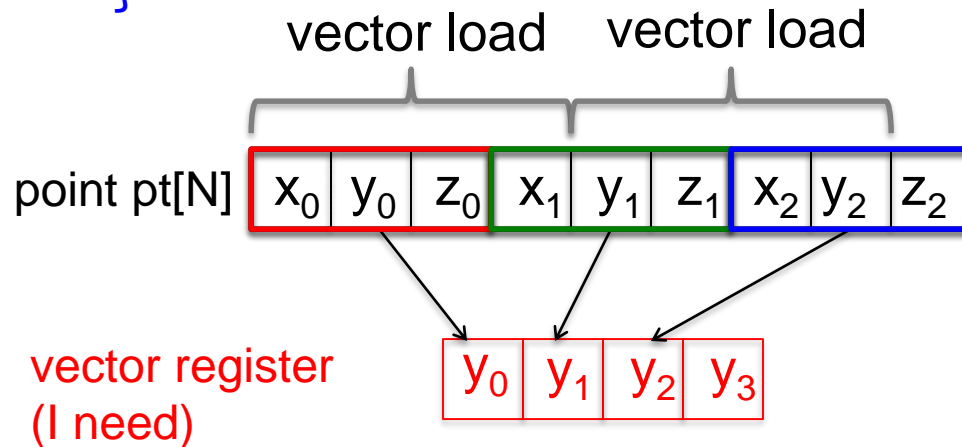 }
vector load vector load
point pt[N] x₀ y₀ z₀ x₁ y₁ z₁ x₂ y₂ z₂
vector register y₀ y₁ y₂ y₃
(I need)